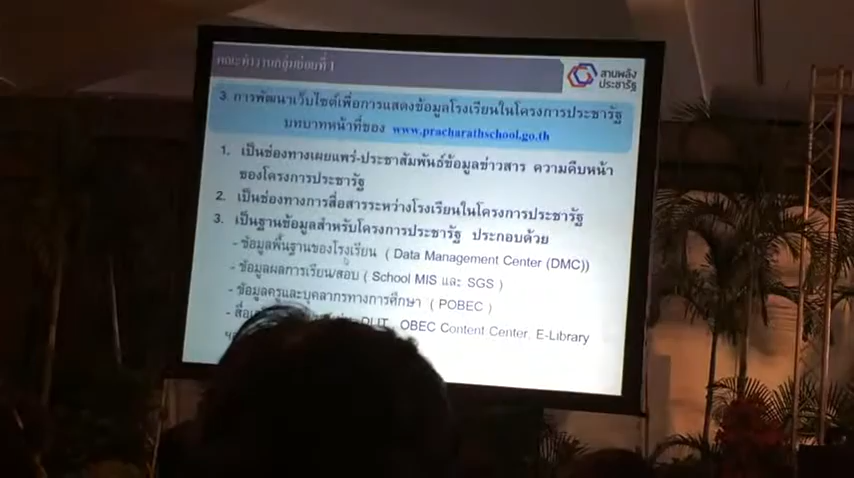 คณะทำงานกลุ่มย่อยที่ 1
สานพลัง
ประชารัฐ
3. การพัฒนาเว็บไซต์เพื่อการแสดงข้อมูลโรงเรียนในโครงการประชารัฐ
บทบาทหน้าที่ของ www.pracharathschool.go.th
1. เป็นช่องทางเผยแพร่-ประชาสัมพันธ์ข้อมูลข่าวสาร ความคืบหน้า
ของโครงการประชารัฐ
2. เป็นช่องทางการสื่อสารระหว่างโรงเรียนในโครงการประชารัฐ
3. เป็นฐานข้อมูลสำหรับโครงการประชารัฐ ประกอบด้วย
- ข้อมูลพื้นฐานของโรงเรียน ( Data Management Center (DMC))
- ข้อมูลผลการเรียน/สอบ ( School MIS และ SGS )
- ข้อมูลครูและบุคลากรทางการศึกษา ( POBEC )
DLIT , OBEC Content Center, E-Library